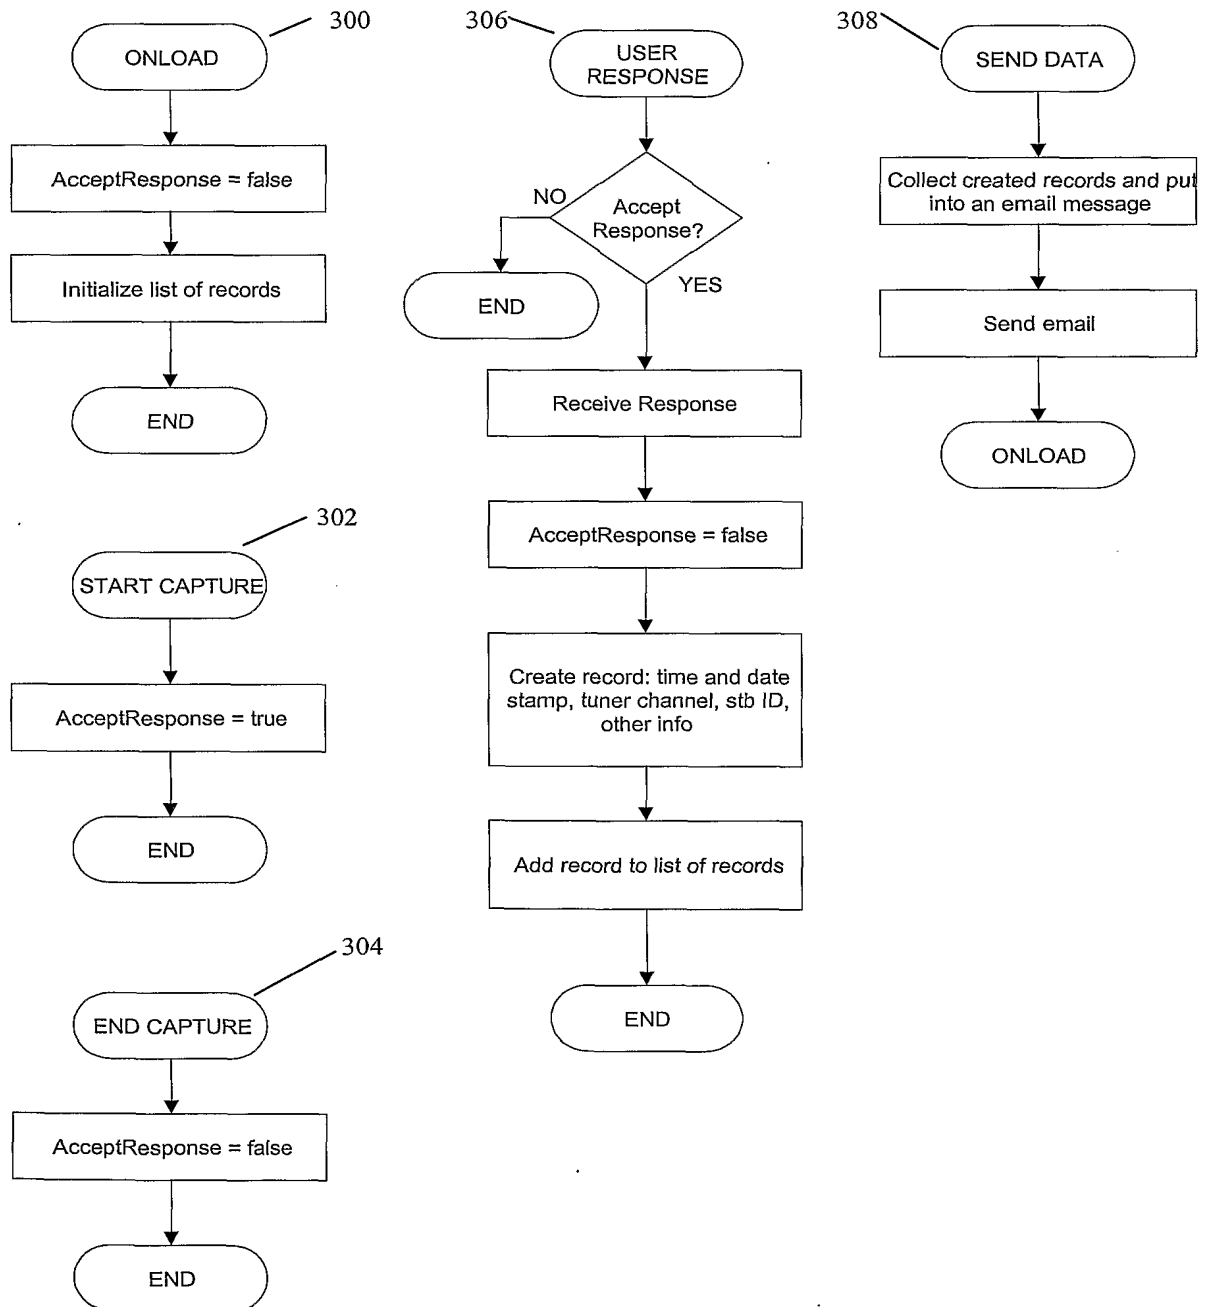 300
ONLOAD
AcceptResponse = false
Initialize list of records
END
302
START CAPTURE
AcceptResponse = true
END
304
END CAPTURE
AcceptResponse = false
END
306
USER
RESPONSE
Accept
Response?
NO
END
YES
Receive Response
AcceptResponse = false
Create record: time and date
stamp, tuner channel, stb ID,
other info
Add record to list of records
END
308
SEND DATA
Collect created records and put
into an email message
Send email
ONLOAD